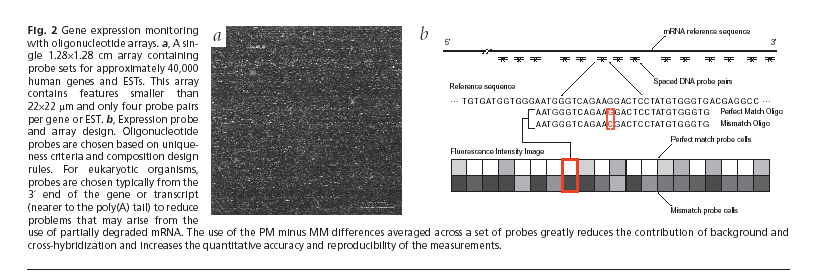 Fig. 2 Gene expression monitoring
with oligonucleotide arrays. a, A sin-
gle 1.28×1.28 cm array containing
probe sets for approximately 40,000
human genes and ESTs. This array
contains features smaller than
22×22 μm and only four probe pairs
per gene or EST. b, Expression probe
and array design. Oligonucleotide
probes are chosen based on unique-
ness criteria and composition design
rules. For eukaryotic organisms,
probes are chosen typically from the
3´ end of the gene or transcript
(nearer to the poly(A) tail) to reduce
problems that may arise from the
use of partially degraded mRNA. The use of the PM minus MM differences averaged across a set of probes greatly reduces the contribution of background and
cross-hybridization and increases the quantitative accuracy and reproducibility of the measurements.
a
b
mRNA reference sequence
5'
3'
Spaced DNA probe pairs
Reference sequence
··· TGTGATGGTGGGAATGGGTCAGAAGGACTCCTATGTGGGTGACGAGGCC ···
AATGGGTCAGAAGGACTCCTATGTGGGTG Perfect Match Oligo
AATGGGTCAGAACGACTCCTATGTGGGTG Mismatch Oligo
Perfect match probe cells
Fluorescence Intensity Image
Mismatch probe cells